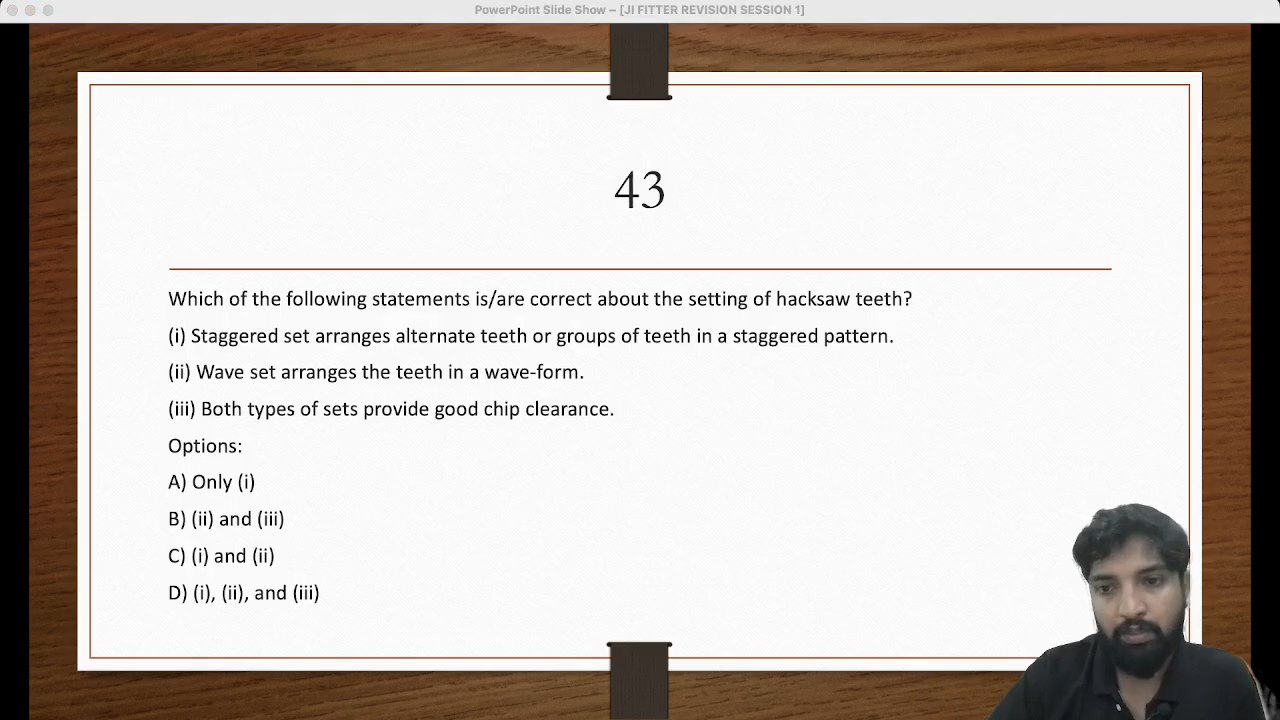 PowerPoint Slide Show – [JI FITTER REVISION SESSION 1]
43
Which of the following statements is/are correct about the setting of hacksaw teeth?
(i) Staggered set arranges alternate teeth or groups of teeth in a staggered pattern.
(ii) Wave set arranges the teeth in a wave-form.
(iii) Both types of sets provide good chip clearance.
Options:
A) Only (i)
B) (ii) and (iii)
C) (i) and (ii)
D) (i), (ii), and (iii)